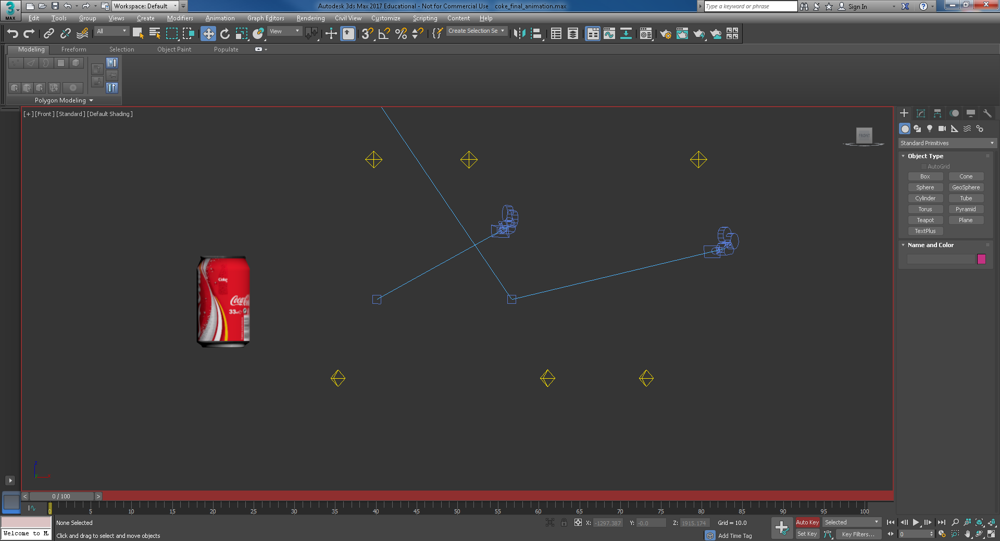 3 MAX
Workspace: Default
Autodesk 3ds Max 2017 Educational - Not for Commercial Use coke_final_animation.max
Type a keyword or phrase
Sign In
Edit Tools Group Views Create Modifiers Animation Graph Editors Rendering Civil View Customize Scripting Content Help
All
View
Create Selection Se
Modeling Freeform Selection Object Paint Populate
Polygon Modeling
[+] [Front] [Standard] [Default Shading]
FRONT
Standard Primitives
Object Type
AutoGrid
Box Cone
Sphere GeoSphere
Cylinder Tube
Torus Pyramid
Teapot Plane
TextPlus
Name and Color
Coke
z
y x
< 0 / 100 >
0 5 10 15 20 25 30 35 40 45 50 55 60 65 70 75 80 85 90 95 100
None Selected
X: -1297.387 Y: -0.0 Z: 1915.174 Grid = 10.0
Auto Key Selected
Welcome to M
Click and drag to select and move objects
Add Time Tag
Set Key Key Filters... 0